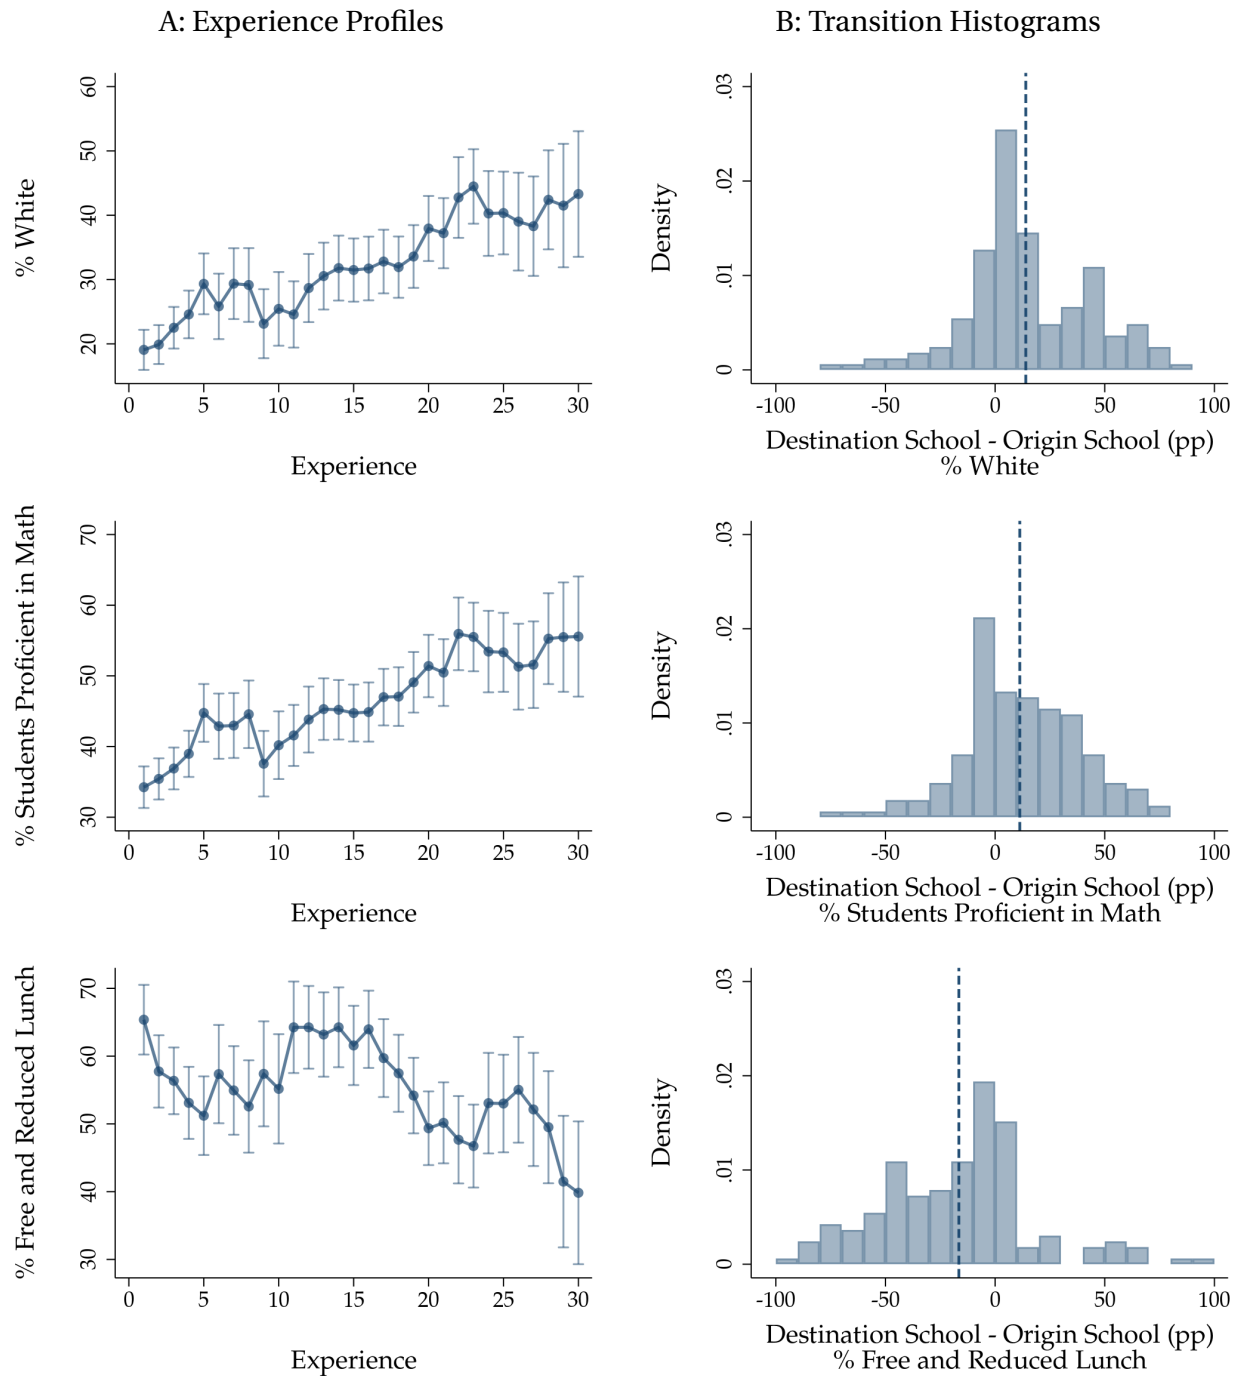 A: Experience Profiles
B: Transition Histograms
% White
60
50
40
30
20
0 5 10 15 20 25 30
Experience
Density
.03
.02
.01
0
-100 -50 0 50 100
Destination School - Origin School (pp)
% White
% Students Proficient in Math
70
60
50
40
30
0 5 10 15 20 25 30
Experience
Density
.03
.02
.01
0
-100 -50 0 50 100
Destination School - Origin School (pp)
% Students Proficient in Math
% Free and Reduced Lunch
70
60
50
40
30
0 5 10 15 20 25 30
Experience
Density
.03
.02
.01
0
-100 -50 0 50 100
Destination School - Origin School (pp)
% Free and Reduced Lunch